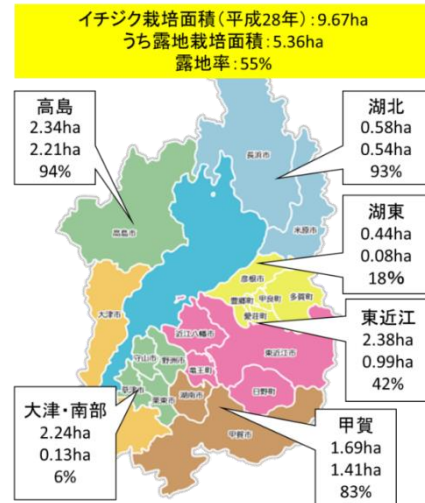 イチジク栽培面積(平成28年):9.67ha
うち露地栽培面積:5.36ha
露地率:55%
高島
2.34ha
2.21ha
94%
湖北
0.58ha
0.54ha
93%
長浜市
米原市
高島市
湖東
0.44ha
0.08ha
18%
彦根市
豊郷町
甲良町
多賀町
愛荘町
大津市
東近江
2.38ha
0.99ha
42%
近江八幡市
東近江市
守山市
野洲市
竜王町
日野町
草津市
栗東市
湖南市
甲賀市
大津・南部
2.24ha
0.13ha
6%
甲賀
1.69ha
1.41ha
83%